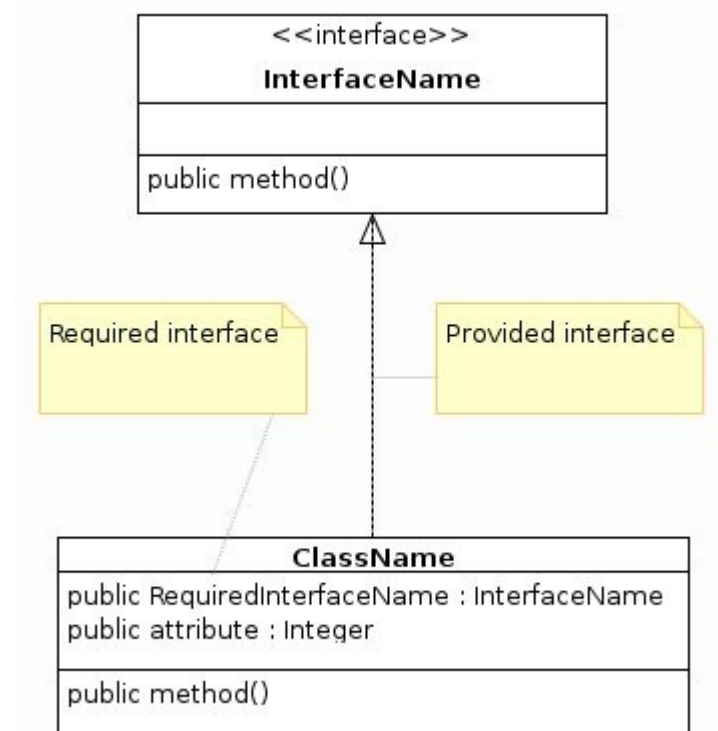 <<interface>>
InterfaceName
public method()
Required interface
Provided interface
ClassName
public RequiredInterfaceName : InterfaceName
public attribute : Integer
public method()